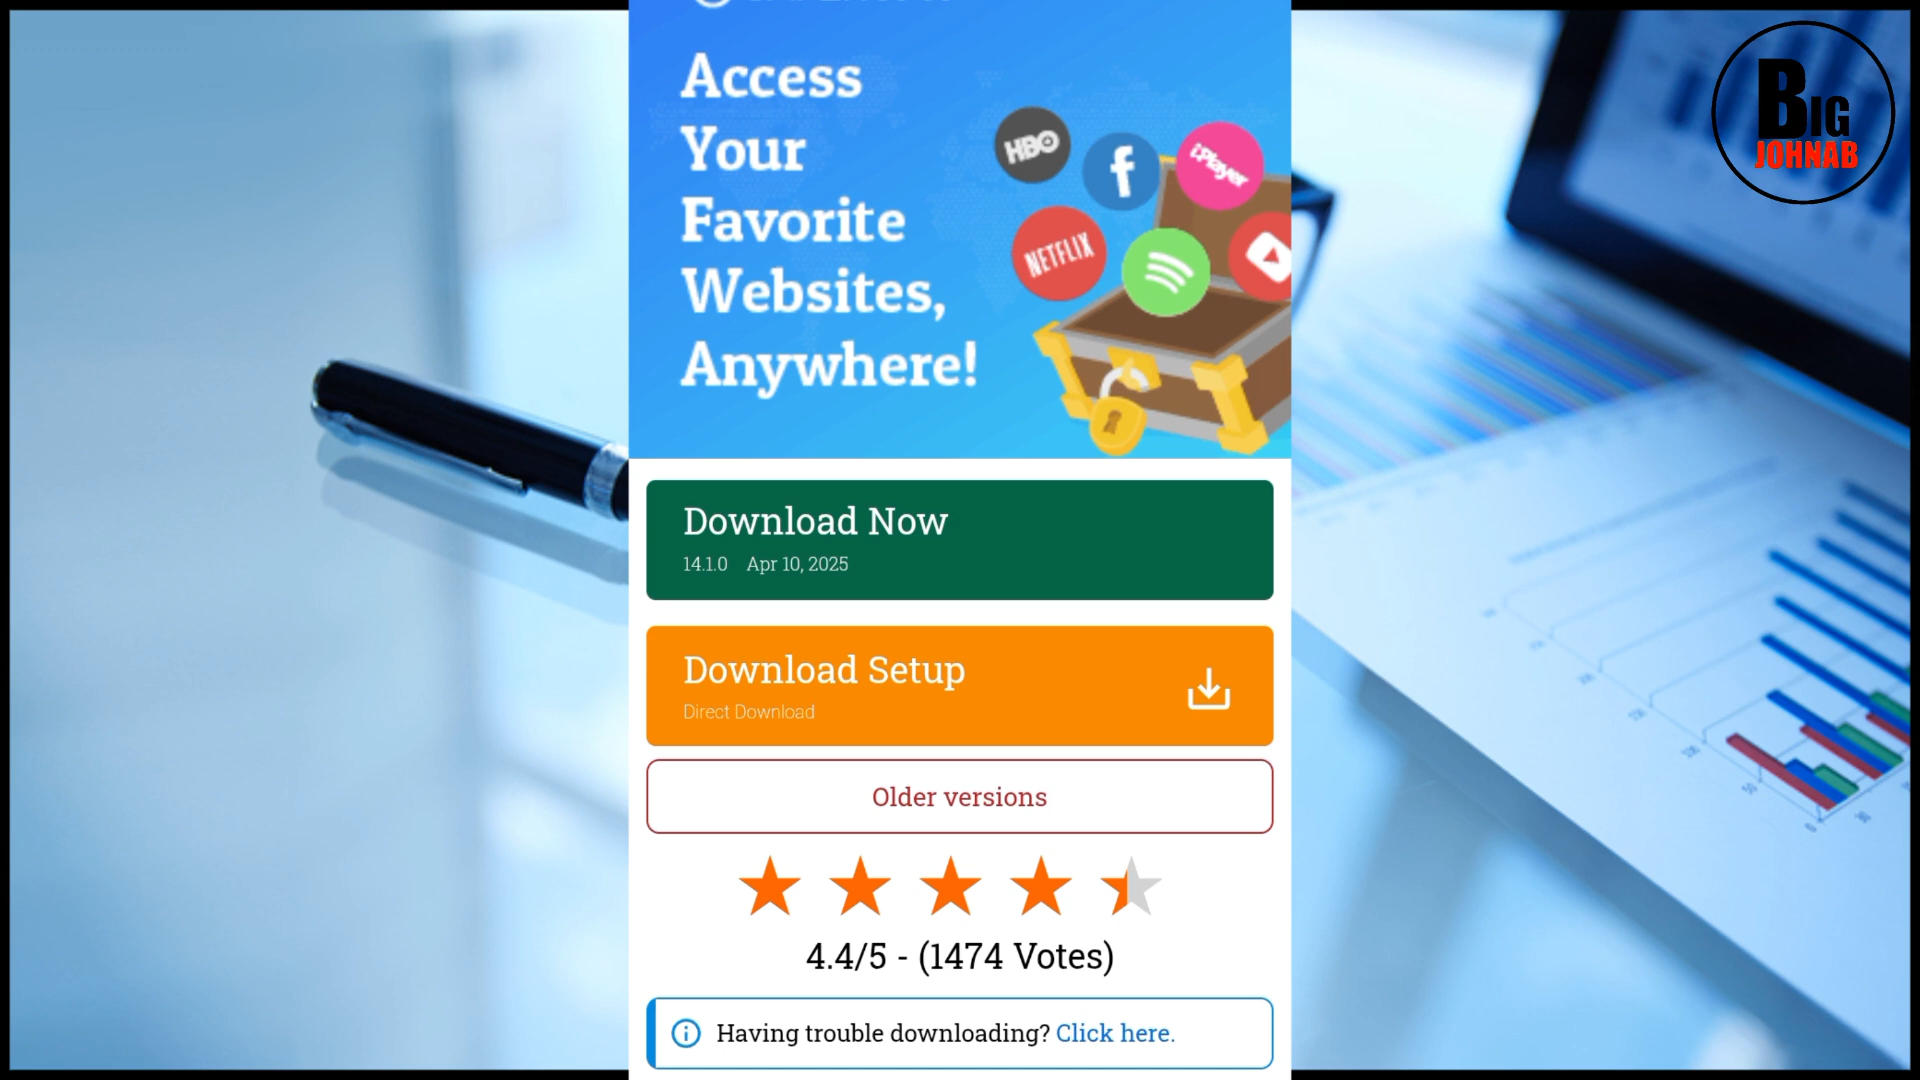 BIG
JOHNAB
Access
Your
Favorite
Websites,
Anywhere!
HBO
f
iPlayer
NETFLIX
Download Now
14.1.0 Apr 10, 2025
Download Setup
Direct Download
Older versions
4.4/5 - (1474 Votes)
Having trouble downloading? Click here.